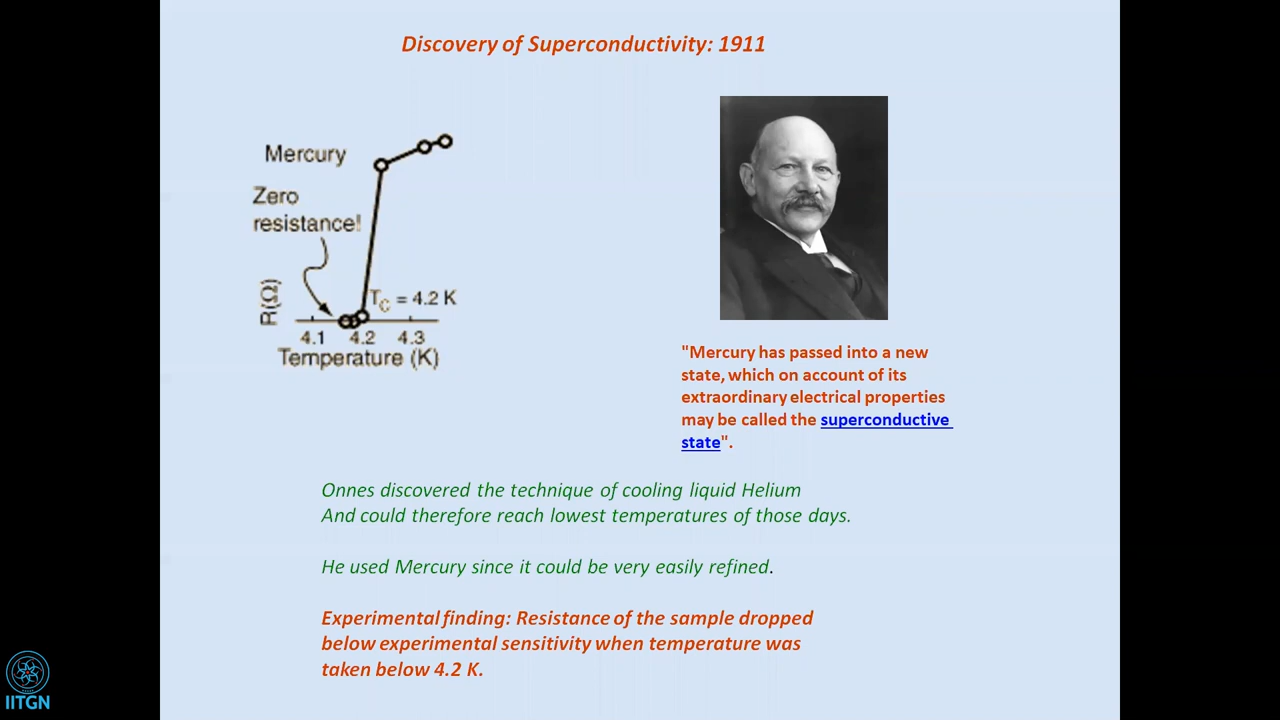 Discovery of Superconductivity: 1911
Mercury
Zero
resistance!
R(Ω)
T_C = 4.2 K
4.1 4.2 4.3
Temperature (K)
"Mercury has passed into a new
state, which on account of its
extraordinary electrical properties
may be called the superconductive
state".
Onnes discovered the technique of cooling liquid Helium
And could therefore reach lowest temperatures of those days.
He used Mercury since it could be very easily refined.
Experimental finding: Resistance of the sample dropped
below experimental sensitivity when temperature was
taken below 4.2 K.
IITGN